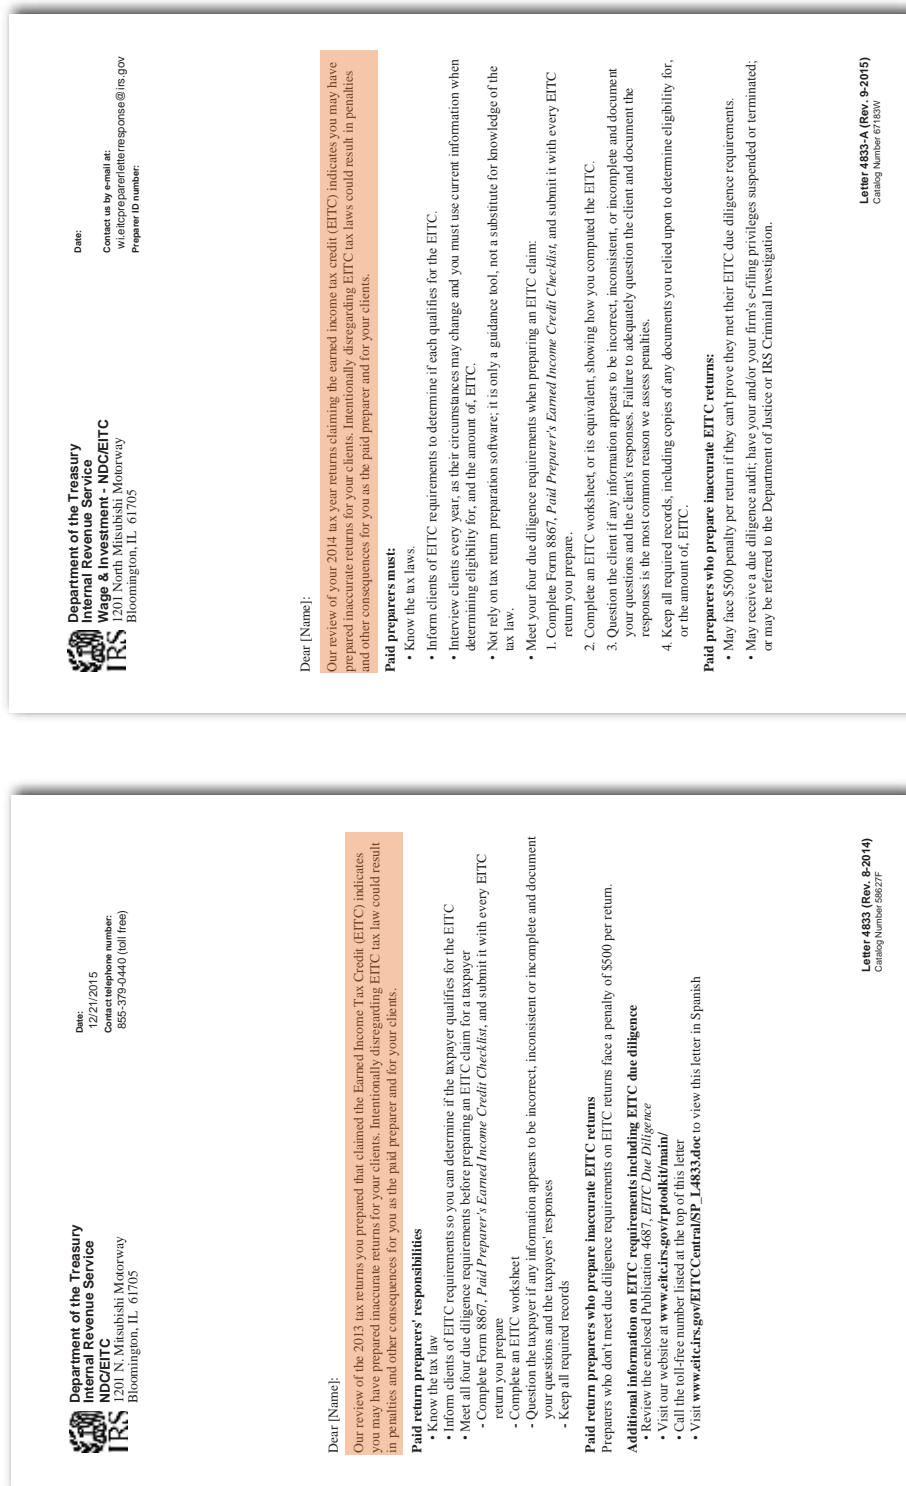 Department of the Treasury
Internal Revenue Service
NDC/EITC
1201 N. Mitsubishi Motorway
Bloomington, IL 61705
IRS
Date:
12/21/2015
Contact telephone number:
855-379-0440 (toll free)
Dear [Name]:
Our review of the 2013 tax returns you prepared that claimed the Earned Income Tax Credit (EITC) indicates
you may have prepared inaccurate returns for your clients. Intentionally disregarding EITC tax law could result
in penalties and other consequences for you as the paid preparer and for your clients.
Paid return preparers' responsibilities
• Know the tax law
• Inform clients of EITC requirements so you can determine if the taxpayer qualifies for the EITC
• Meet all four due diligence requirements before preparing an EITC claim for a taxpayer
- Complete Form 8867, Paid Preparer's Earned Income Credit Checklist, and submit it with every EITC
return you prepare
- Complete an EITC worksheet
- Question the taxpayer if any information appears to be incorrect, inconsistent or incomplete and document
your questions and the taxpayers' responses
- Keep all required records
Paid return preparers who prepare inaccurate EITC returns
Preparers who don't meet due diligence requirements on EITC returns face a penalty of $500 per return.
Additional information on EITC requirements including EITC due diligence
• Review the enclosed Publication 4687, EITC Due Diligence
• Visit our website at www.eitc.irs.gov/rptoolkit/main/
• Call the toll-free number listed at the top of this letter
• Visit www.eitc.irs.gov/EITCCentral/SP_L4833.doc to view this letter in Spanish
Letter 4833 (Rev. 8-2014)
Catalog Number 58627F
Department of the Treasury
Internal Revenue Service
Wage & Investment - NDC/EITC
1201 North Mitsubishi Motorway
Bloomington, IL 61705
IRS
Date:
Contact us by e-mail at:
wi.eitcpreparerletterresponse@irs.gov
Preparer ID number:
Dear [Name]:
Our review of your 2014 tax year returns claiming the earned income tax credit (EITC) indicates you may have
prepared inaccurate returns for your clients. Intentionally disregarding EITC tax laws could result in penalties
and other consequences for you as the paid preparer and for your clients.
Paid preparers must:
• Know the tax laws.
• Inform clients of EITC requirements to determine if each qualifies for the EITC.
• Interview clients every year, as their circumstances may change and you must use current information when
determining eligibility for, and the amount of, EITC.
• Not rely on tax return preparation software; it is only a guidance tool, not a substitute for knowledge of the
tax law.
• Meet your four due diligence requirements when preparing an EITC claim:
1. Complete Form 8867, Paid Preparer's Earned Income Credit Checklist, and submit it with every EITC
return you prepare.
2. Complete an EITC worksheet, or its equivalent, showing how you computed the EITC.
3. Question the client if any information appears to be incorrect, inconsistent, or incomplete and document
your questions and the client's responses. Failure to adequately question the client and document the
responses is the most common reason we assess penalties.
4. Keep all required records, including copies of any documents you relied upon to determine eligibility for,
or the amount of, EITC.
Paid preparers who prepare inaccurate EITC returns:
• May face $500 penalty per return if they can't prove they met their EITC due diligence requirements.
• May receive a due diligence audit; have your and/or your firm's e-filing privileges suspended or terminated;
or may be referred to the Department of Justice or IRS Criminal Investigation.
Letter 4833-A (Rev. 9-2015)
Catalog Number 67183W